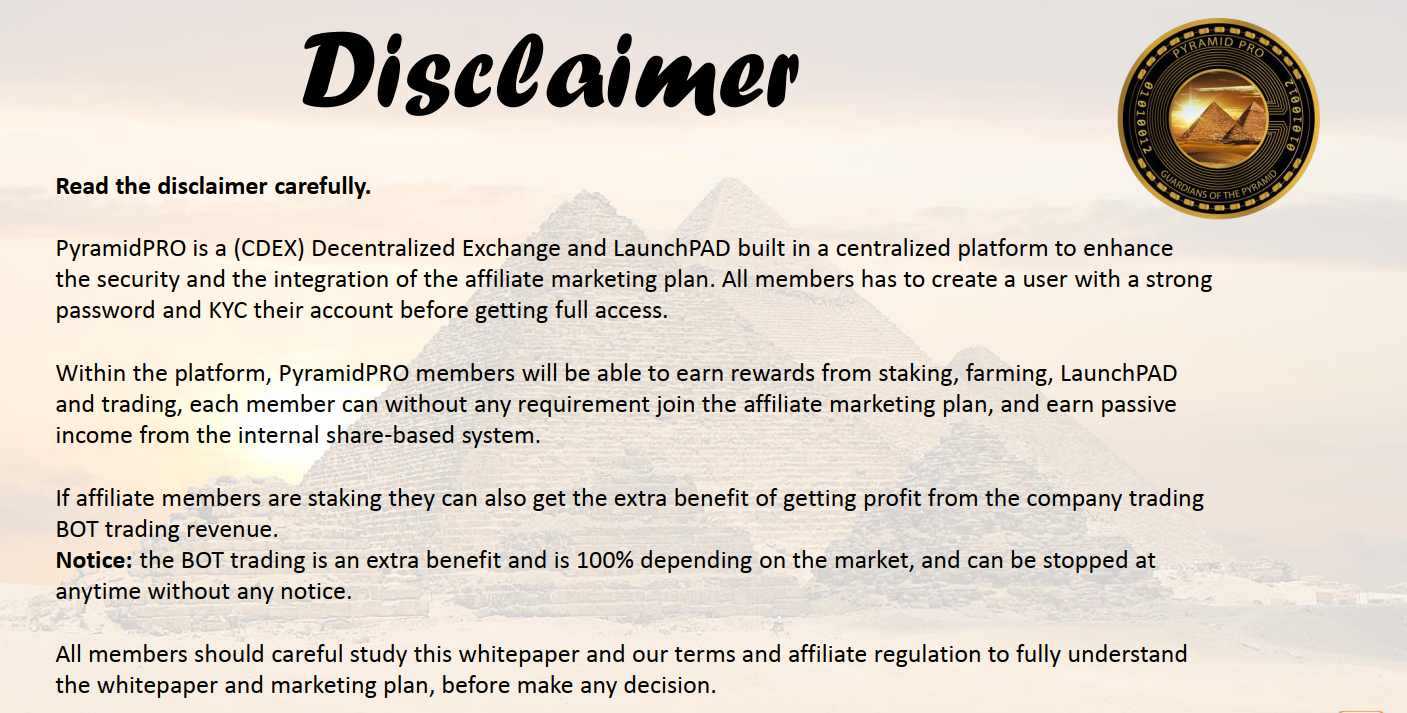 Disclaimer
PYRAMID PRO
01010012
21001010
GUARDIANS OF THE PYRAMID
Read the disclaimer carefully.
PyramidPRO is a (CDEX) Decentralized Exchange and LaunchPAD built in a centralized platform to enhance
the security and the integration of the affiliate marketing plan. All members has to create a user with a strong
password and KYC their account before getting full access.
Within the platform, PyramidPRO members will be able to earn rewards from staking, farming, LaunchPAD
and trading, each member can without any requirement join the affiliate marketing plan, and earn passive
income from the internal share-based system.
If affiliate members are staking they can also get the extra benefit of getting profit from the company trading
BOT trading revenue.
Notice: the BOT trading is an extra benefit and is 100% depending on the market, and can be stopped at
anytime without any notice.
All members should careful study this whitepaper and our terms and affiliate regulation to fully understand
the whitepaper and marketing plan, before make any decision.